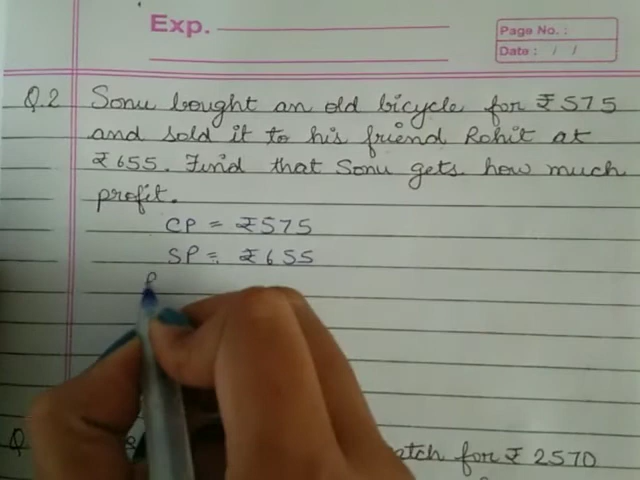 Exp.
Page No. :
Date : / /
Q.2 Sonu bought an old bicycle for ₹575
and sold it to his friend Rohit at
₹655. Find that Sonu gets how much
profit.
CP = ₹575
SP = ₹655
P
Q
for ₹ 2570